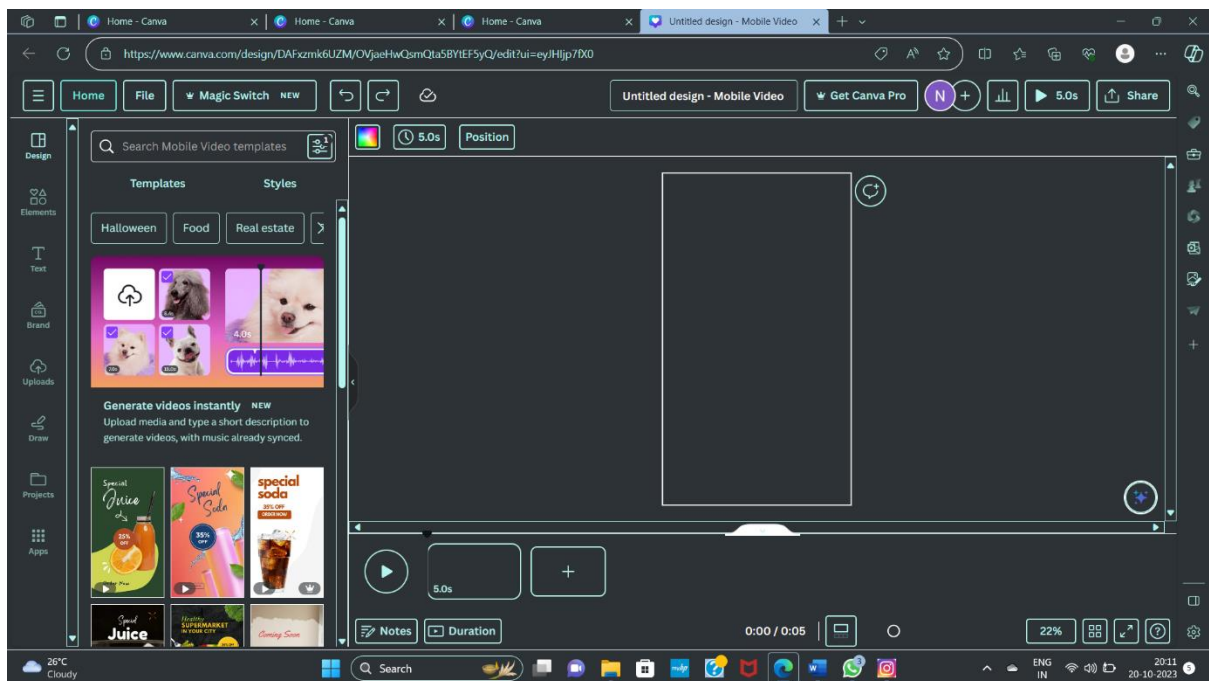 Home - Canva
Home - Canva
Home - Canva
Untitled design - Mobile Video
https://www.canva.com/design/DAFxzmk6UZM/OVjaeHwQsmQta5BYtEF5yQ/edit?ui=eyJHIjp7fX0
Home File Magic Switch NEW
Untitled design - Mobile Video Get Canva Pro N + 5.0s Share
Design
Elements
Text
Brand
Uploads
Draw
Projects
Apps
Search Mobile Video templates 1
5.0s Position
Templates Styles
Halloween Food Real estate
4.0s
Generate videos instantly NEW
Upload media and type a short description to
generate videos, with music already synced.
Special
Juice
25%
OFF
Special
Soda
35%
OFF
special
soda
35% OFF
ORDER NOW
Special
Juice
Healthy
SUPERMARKET
IN YOUR CITY
Coming Soon
5.0s
Notes Duration
0:00 / 0:05
22%
26°C
Cloudy
Search
3
ENG
IN
20:11
20-10-2023
5